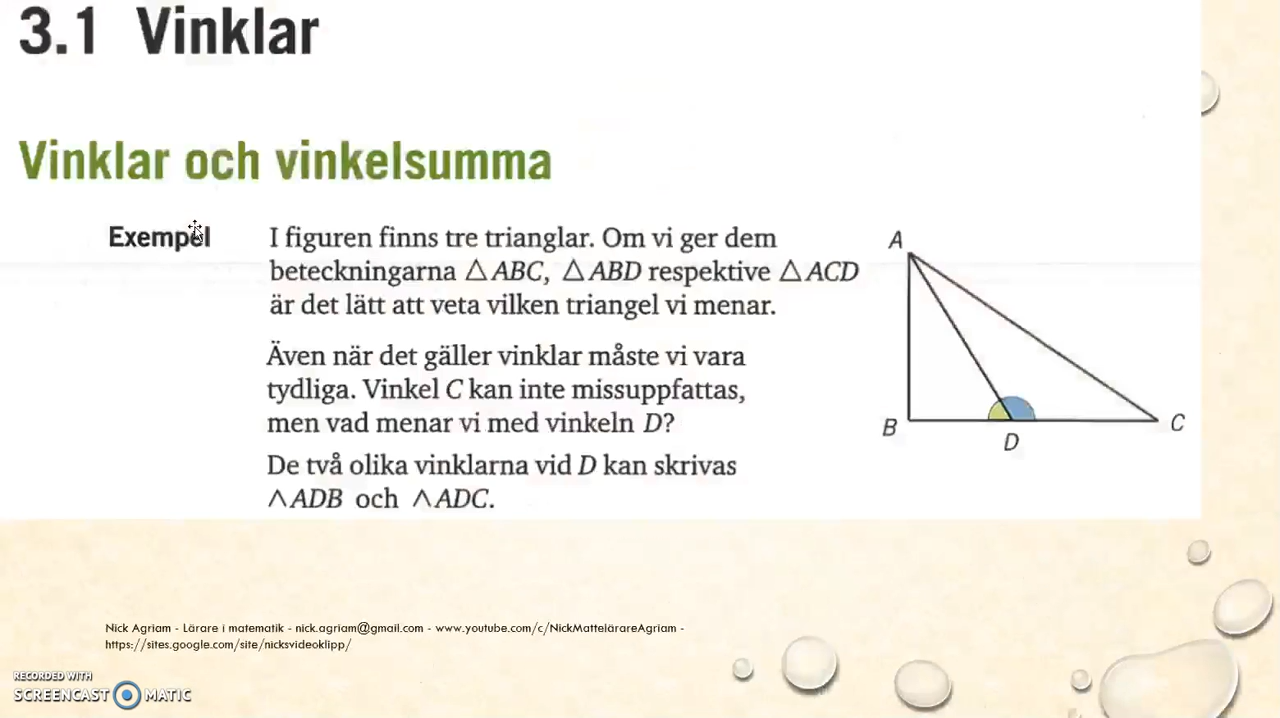 3.1 Vinklar
Vinklar och vinkelsumma
Exempel
I figuren finns tre trianglar. Om vi ger dem
beteckningarna △ABC, △ABD respektive △ACD
är det lätt att veta vilken triangel vi menar.
Även när det gäller vinklar måste vi vara
tydliga. Vinkel C kan inte missuppfattas,
men vad menar vi med vinkeln D?
De två olika vinklarna vid D kan skrivas
∧ADB och ∧ADC.
A
B
D
C
Nick Agriam - Lärare i matematik - nick.agriam@gmail.com - www.youtube.com/c/NickMattelärareAgriam -
https://sites.google.com/site/nicksvideoklipp/
RECORDED WITH
SCREENCAST MATIC